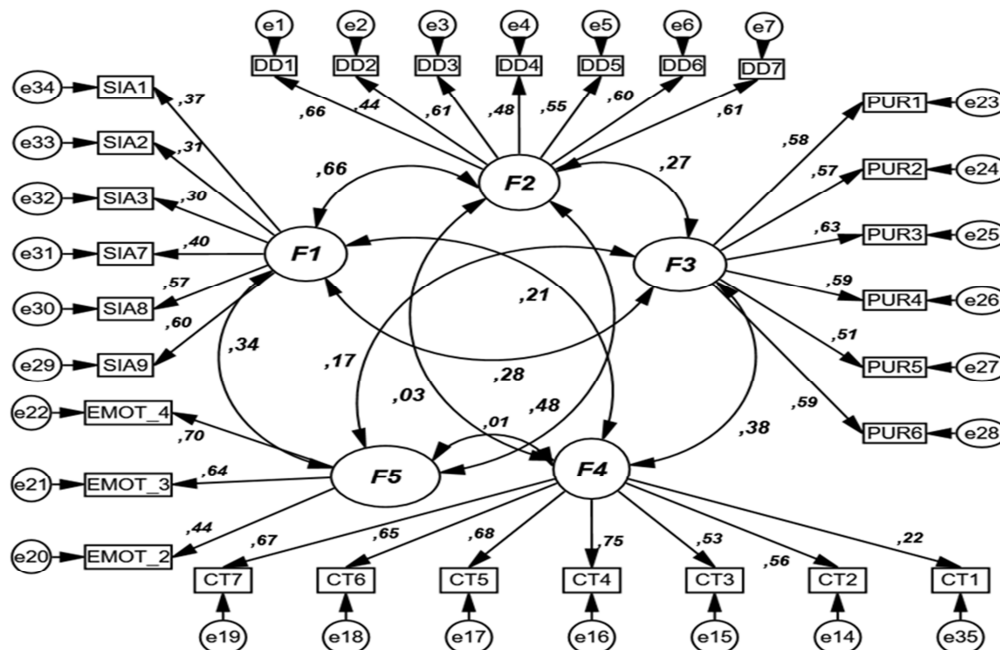 e1 e2 e3 e4 e5 e6 e7
DD1 DD2 DD3 DD4 DD5 DD6 DD7
,66 ,44 ,61 ,48 ,55 ,60 ,61
e34 SIA1 ,37
e33 SIA2 ,31
e32 SIA3 ,30
e31 SIA7 ,40
e30 SIA8 ,57
e29 SIA9 ,60
e22 EMOT_4 ,70
e21 EMOT_3 ,64
e20 EMOT_2 ,44
F1
F2
F3
F5
F4
,66
,27
,21
,34
,17
,28
,03
,48
,01
,38
,58 PUR1 e23
,57 PUR2 e24
,63 PUR3 e25
,59 PUR4 e26
,51 PUR5 e27
,59 PUR6 e28
,67 ,65 ,68 ,75 ,53 ,56 ,22
CT7 CT6 CT5 CT4 CT3 CT2 CT1
e19 e18 e17 e16 e15 e14 e35